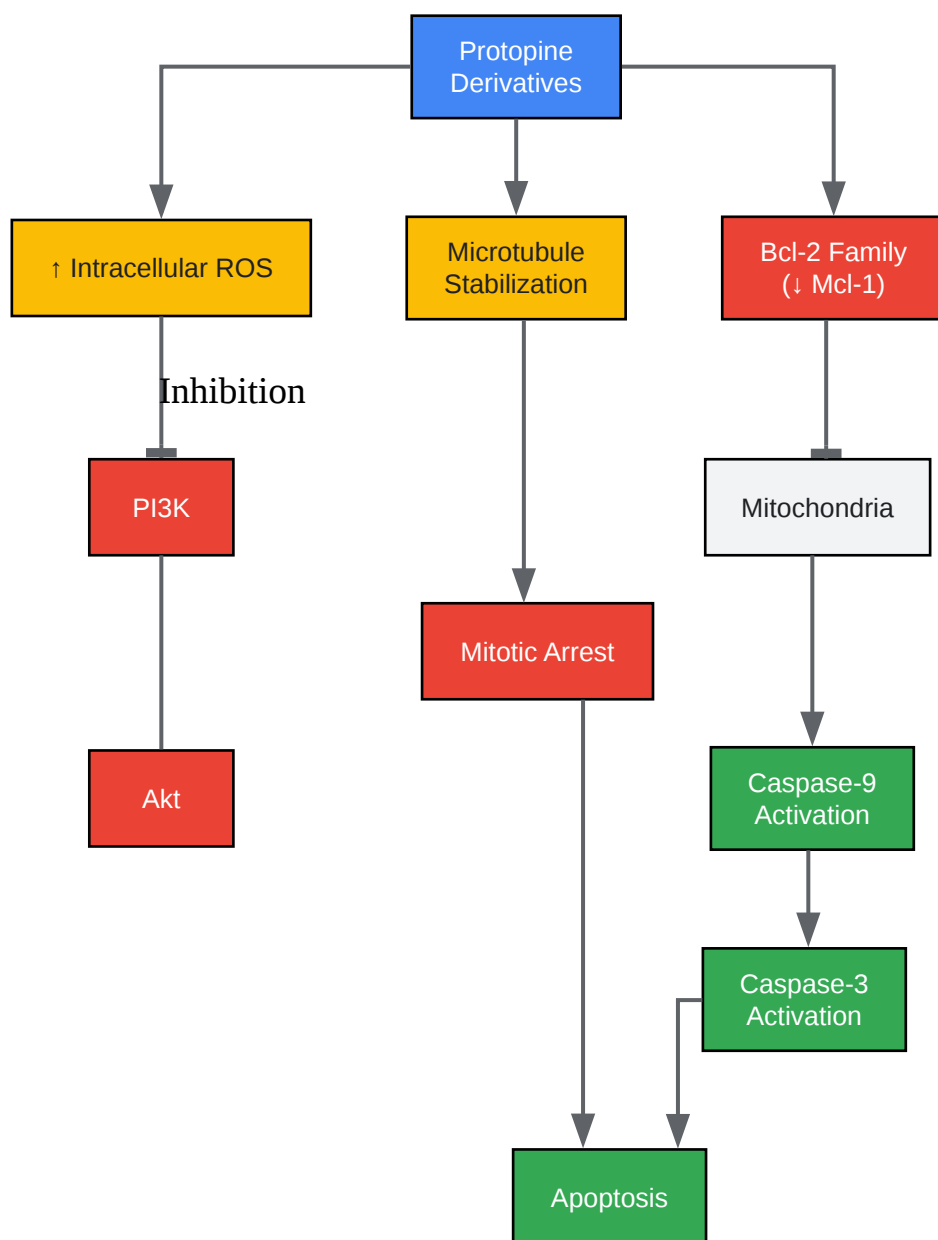 Protopine
Derivatives
↑ Intracellular ROS
Microtubule
Stabilization
Bcl-2 Family
(↓ Mcl-1)
Inhibition
PI3K
Mitochondria
Mitotic Arrest
Akt
Caspase-9
Activation
Caspase-3
Activation
Apoptosis